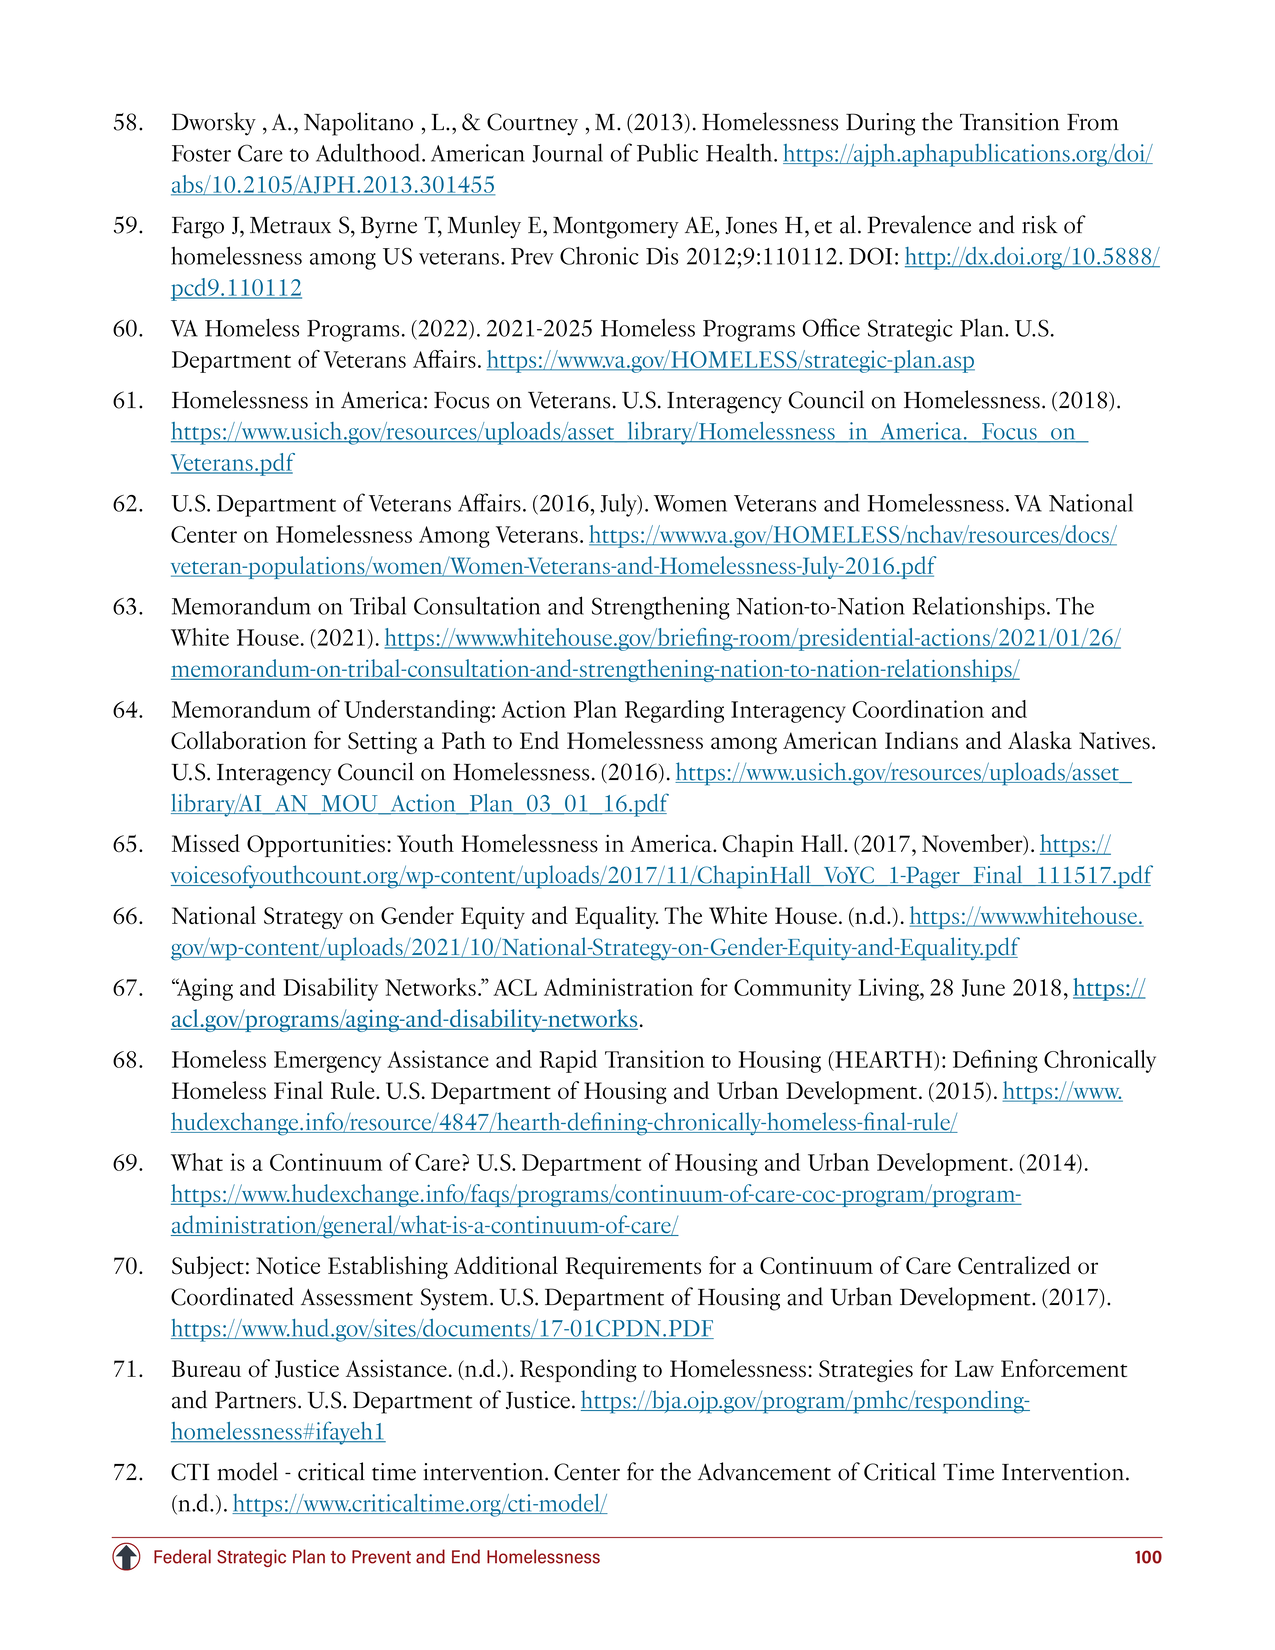 58. Dworsky , A., Napolitano , L., & Courtney , M. (2013). Homelessness During the Transition From
Foster Care to Adulthood. American Journal of Public Health. https://ajph.aphapublications.org/doi/
abs/10.2105/AJPH.2013.301455
59. Fargo J, Metraux S, Byrne T, Munley E, Montgomery AE, Jones H, et al. Prevalence and risk of
homelessness among US veterans. Prev Chronic Dis 2012;9:110112. DOI: http://dx.doi.org/10.5888/
pcd9.110112
60. VA Homeless Programs. (2022). 2021-2025 Homeless Programs Office Strategic Plan. U.S.
Department of Veterans Affairs. https://www.va.gov/HOMELESS/strategic-plan.asp
61. Homelessness in America: Focus on Veterans. U.S. Interagency Council on Homelessness. (2018).
https://www.usich.gov/resources/uploads/asset_library/Homelessness_in_America._Focus_on_
Veterans.pdf
62. U.S. Department of Veterans Affairs. (2016, July). Women Veterans and Homelessness. VA National
Center on Homelessness Among Veterans. https://www.va.gov/HOMELESS/nchav/resources/docs/
veteran-populations/women/Women-Veterans-and-Homelessness-July-2016.pdf
63. Memorandum on Tribal Consultation and Strengthening Nation-to-Nation Relationships. The
White House. (2021). https://www.whitehouse.gov/briefing-room/presidential-actions/2021/01/26/
memorandum-on-tribal-consultation-and-strengthening-nation-to-nation-relationships/
64. Memorandum of Understanding: Action Plan Regarding Interagency Coordination and
Collaboration for Setting a Path to End Homelessness among American Indians and Alaska Natives.
U.S. Interagency Council on Homelessness. (2016). https://www.usich.gov/resources/uploads/asset_
library/AI_AN_MOU_Action_Plan_03_01_16.pdf
65. Missed Opportunities: Youth Homelessness in America. Chapin Hall. (2017, November). https://
voicesofyouthcount.org/wp-content/uploads/2017/11/ChapinHall_VoYC_1-Pager_Final_111517.pdf
66. National Strategy on Gender Equity and Equality. The White House. (n.d.). https://www.whitehouse.
gov/wp-content/uploads/2021/10/National-Strategy-on-Gender-Equity-and-Equality.pdf
67. “Aging and Disability Networks.” ACL Administration for Community Living, 28 June 2018, https://
acl.gov/programs/aging-and-disability-networks.
68. Homeless Emergency Assistance and Rapid Transition to Housing (HEARTH): Defining Chronically
Homeless Final Rule. U.S. Department of Housing and Urban Development. (2015). https://www.
hudexchange.info/resource/4847/hearth-defining-chronically-homeless-final-rule/
69. What is a Continuum of Care? U.S. Department of Housing and Urban Development. (2014).
https://www.hudexchange.info/faqs/programs/continuum-of-care-coc-program/program-
administration/general/what-is-a-continuum-of-care/
70. Subject: Notice Establishing Additional Requirements for a Continuum of Care Centralized or
Coordinated Assessment System. U.S. Department of Housing and Urban Development. (2017).
https://www.hud.gov/sites/documents/17-01CPDN.PDF
71. Bureau of Justice Assistance. (n.d.). Responding to Homelessness: Strategies for Law Enforcement
and Partners. U.S. Department of Justice. https://bja.ojp.gov/program/pmhc/responding-
homelessness#ifayeh1
72. CTI model - critical time intervention. Center for the Advancement of Critical Time Intervention.
(n.d.). https://www.criticaltime.org/cti-model/
Federal Strategic Plan to Prevent and End Homelessness 100